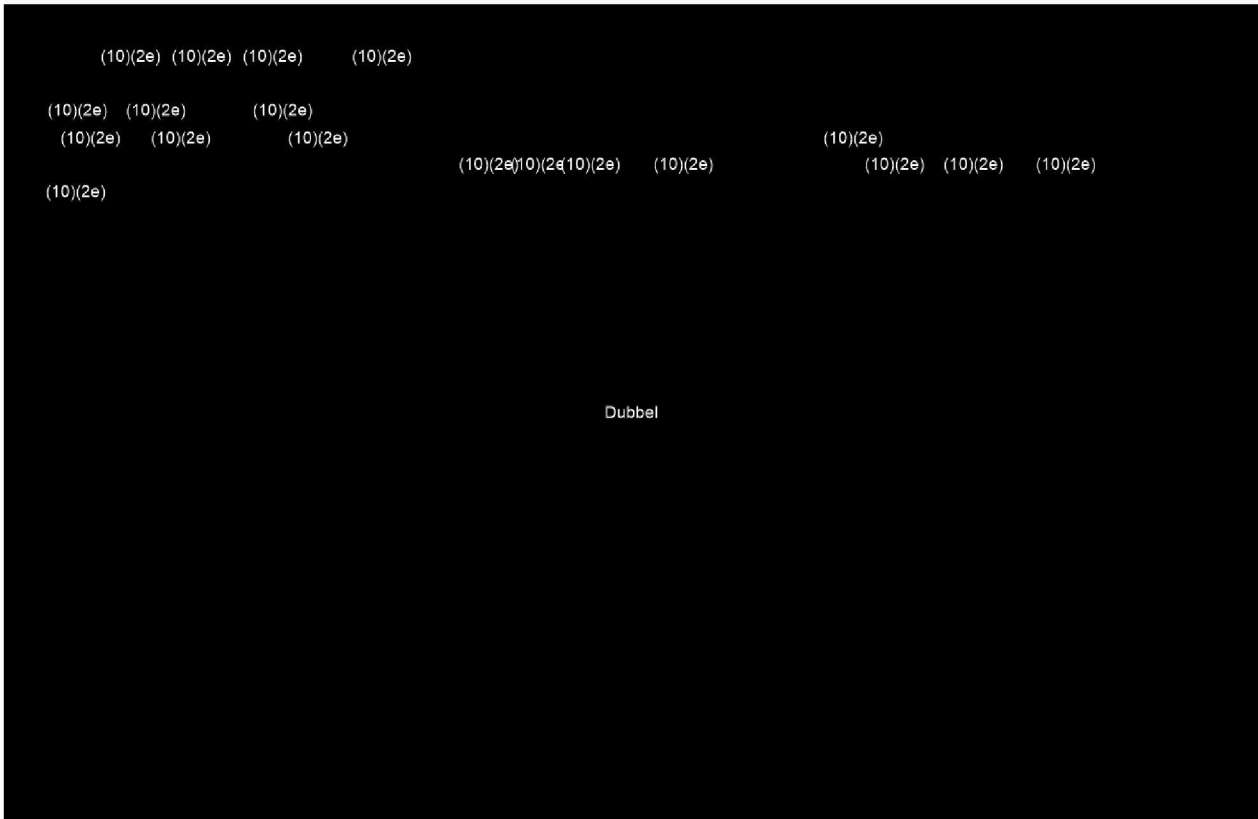 (10)(2e) (10)(2e) (10)(2e) (10)(2e)
(10)(2e) (10)(2e) (10)(2e)
(10)(2e) (10)(2e) (10)(2e) (10)(2e)
(10)(2e)(10)(2e(10)(2e) (10)(2e) (10)(2e) (10)(2e) (10)(2e)
(10)(2e)
Dubbel